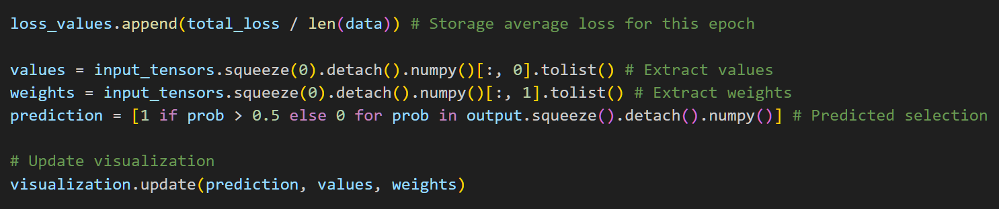 loss_values.append(total_loss / len(data)) # Storage average loss for this epoch
values = input_tensors.squeeze(0).detach().numpy()[:, 0].tolist() # Extract values
weights = input_tensors.squeeze(0).detach().numpy()[:, 1].tolist() # Extract weights
prediction = [1 if prob > 0.5 else 0 for prob in output.squeeze().detach().numpy()] # Predicted selection
# Update visualization
visualization.update(prediction, values, weights)